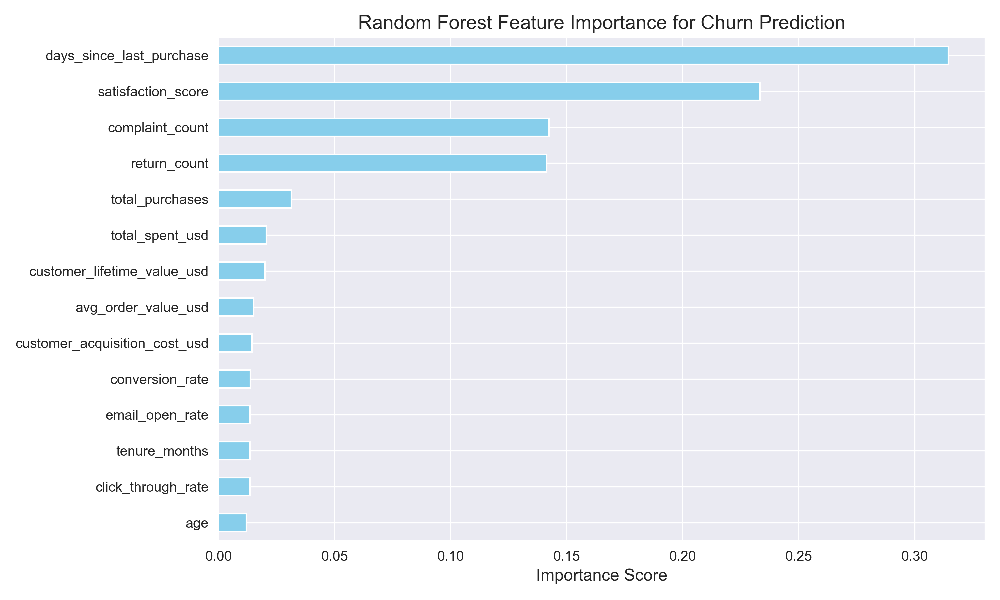 Random Forest Feature Importance for Churn Prediction
days_since_last_purchase
satisfaction_score
complaint_count
return_count
total_purchases
total_spent_usd
customer_lifetime_value_usd
avg_order_value_usd
customer_acquisition_cost_usd
conversion_rate
email_open_rate
tenure_months
click_through_rate
age
0.00 0.05 0.10 0.15 0.20 0.25 0.30
Importance Score